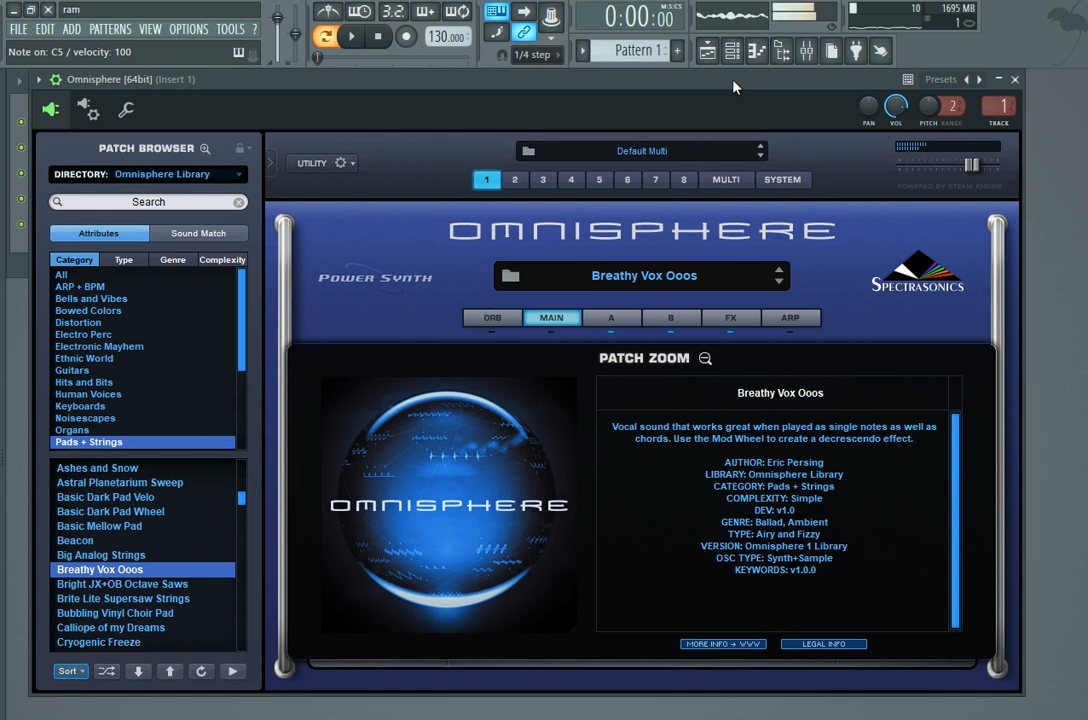 ram
FILE EDIT ADD PATTERNS VIEW OPTIONS TOOLS ?
Note on: C5 / velocity: 100
3.2
130.000
1/4 step
0:00:00
M:S:CS
Pattern 1
+
10
1695 MB
1
Omnisphere [64bit] (Insert 1)
Presets
PAN
VOL
PITCH RANGE
2
1
TRACK
PATCH BROWSER
DIRECTORY: Omnisphere Library
Search
Attributes Sound Match
Category Type Genre Complexity
All
ARP + BPM
Bells and Vibes
Bowed Colors
Distortion
Electro Perc
Electronic Mayhem
Ethnic World
Guitars
Hits and Bits
Human Voices
Keyboards
Noisescapes
Organs
Pads + Strings
Ashes and Snow
Astral Planetarium Sweep
Basic Dark Pad Velo
Basic Dark Pad Wheel
Basic Mellow Pad
Beacon
Big Analog Strings
Breathy Vox Ooos
Bright JX+OB Octave Saws
Brite Lite Supersaw Strings
Bubbling Vinyl Choir Pad
Calliope of my Dreams
Cryogenic Freeze
Sort
UTILITY
Default Multi
1 2 3 4 5 6 7 8 MULTI SYSTEM
POWERED BY STEAM ENGINE
OMNISPHERE
POWER SYNTH
Breathy Vox Ooos
SPECTRASONICS
ORB MAIN A B FX ARP
PATCH ZOOM
OMNISPHERE
Breathy Vox Ooos
Vocal sound that works great when played as single notes as well as
chords. Use the Mod Wheel to create a decrescendo effect.
AUTHOR: Eric Persing
LIBRARY: Omnisphere Library
CATEGORY: Pads + Strings
COMPLEXITY: Simple
DEV: v1.0
GENRE: Ballad, Ambient
TYPE: Airy and Fizzy
VERSION: Omnisphere 1 Library
OSC TYPE: Synth+Sample
KEYWORDS: v1.0.0
MORE INFO → WWW
LEGAL INFO